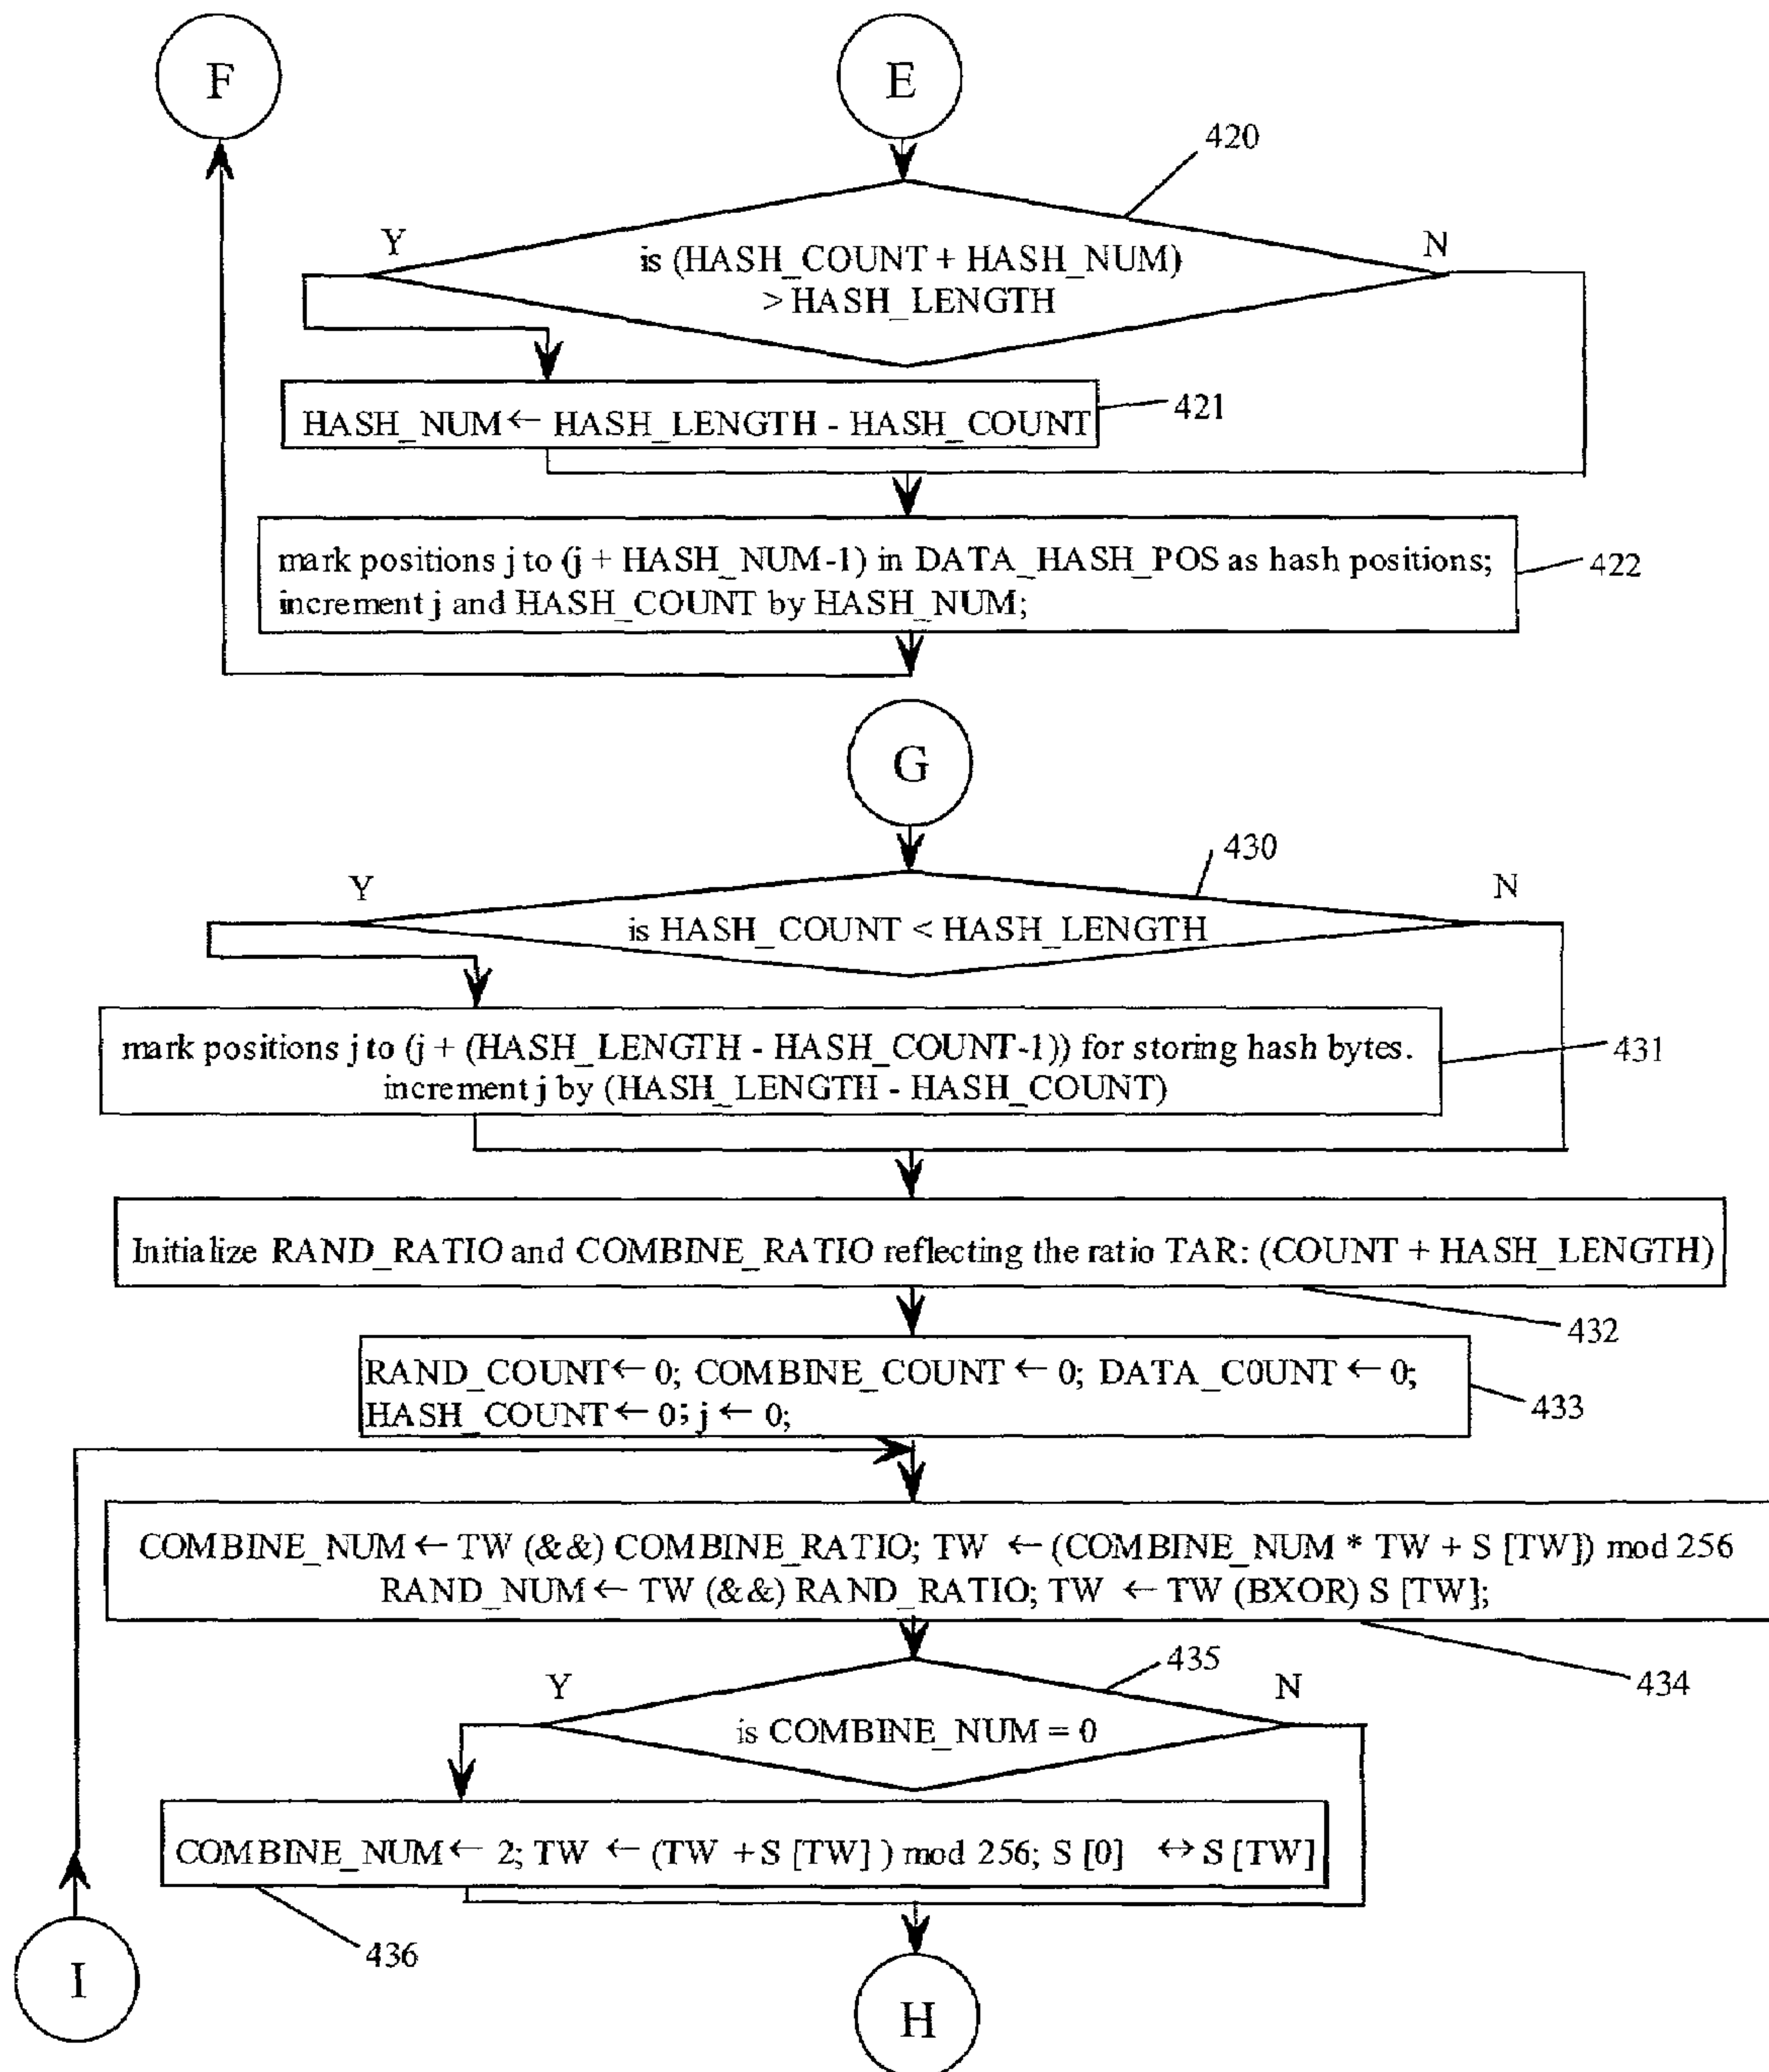 F
E
420
Y
N
is (HASH_COUNT + HASH_NUM)
> HASH_LENGTH
HASH_NUM ← HASH_LENGTH - HASH_COUNT
421
mark positions j to (j + HASH_NUM-1) in DATA_HASH_POS as hash positions;
increment j and HASH_COUNT by HASH_NUM;
422
G
430
Y
N
is HASH_COUNT < HASH_LENGTH
mark positions j to (j + (HASH_LENGTH - HASH_COUNT-1)) for storing hash bytes.
increment j by (HASH_LENGTH - HASH_COUNT)
431
Initialize RAND_RATIO and COMBINE_RATIO reflecting the ratio TAR: (COUNT + HASH_LENGTH)
432
RAND_COUNT ← 0; COMBINE_COUNT ← 0; DATA_C0UNT ← 0;
HASH_COUNT ← 0; j ← 0;
433
COMBINE_NUM ← TW (&&) COMBINE_RATIO; TW ← (COMBINE_NUM * TW + S [TW]) mod 256
RAND_NUM ← TW (&&) RAND_RATIO; TW ← TW (BXOR) S [TW];
434
435
Y
N
is COMBINE_NUM = 0
COMBINE_NUM ← 2; TW ← (TW + S [TW] ) mod 256; S [0] ↔ S [TW]
436
I
H